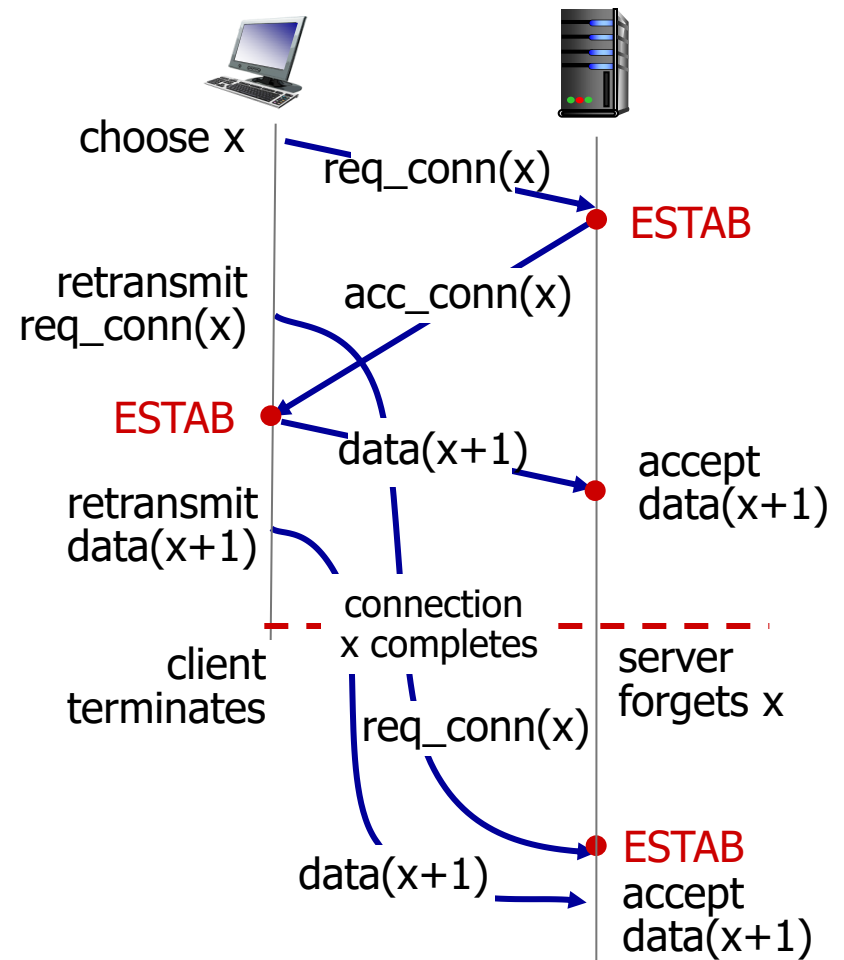 choose x
req_conn(x)
ESTAB
retransmit
req_conn(x)
acc_conn(x)
ESTAB
data(x+1)
accept
data(x+1)
retransmit
data(x+1)
connection
x completes
client
terminates
server
forgets x
req_conn(x)
ESTAB
data(x+1)
accept
data(x+1)